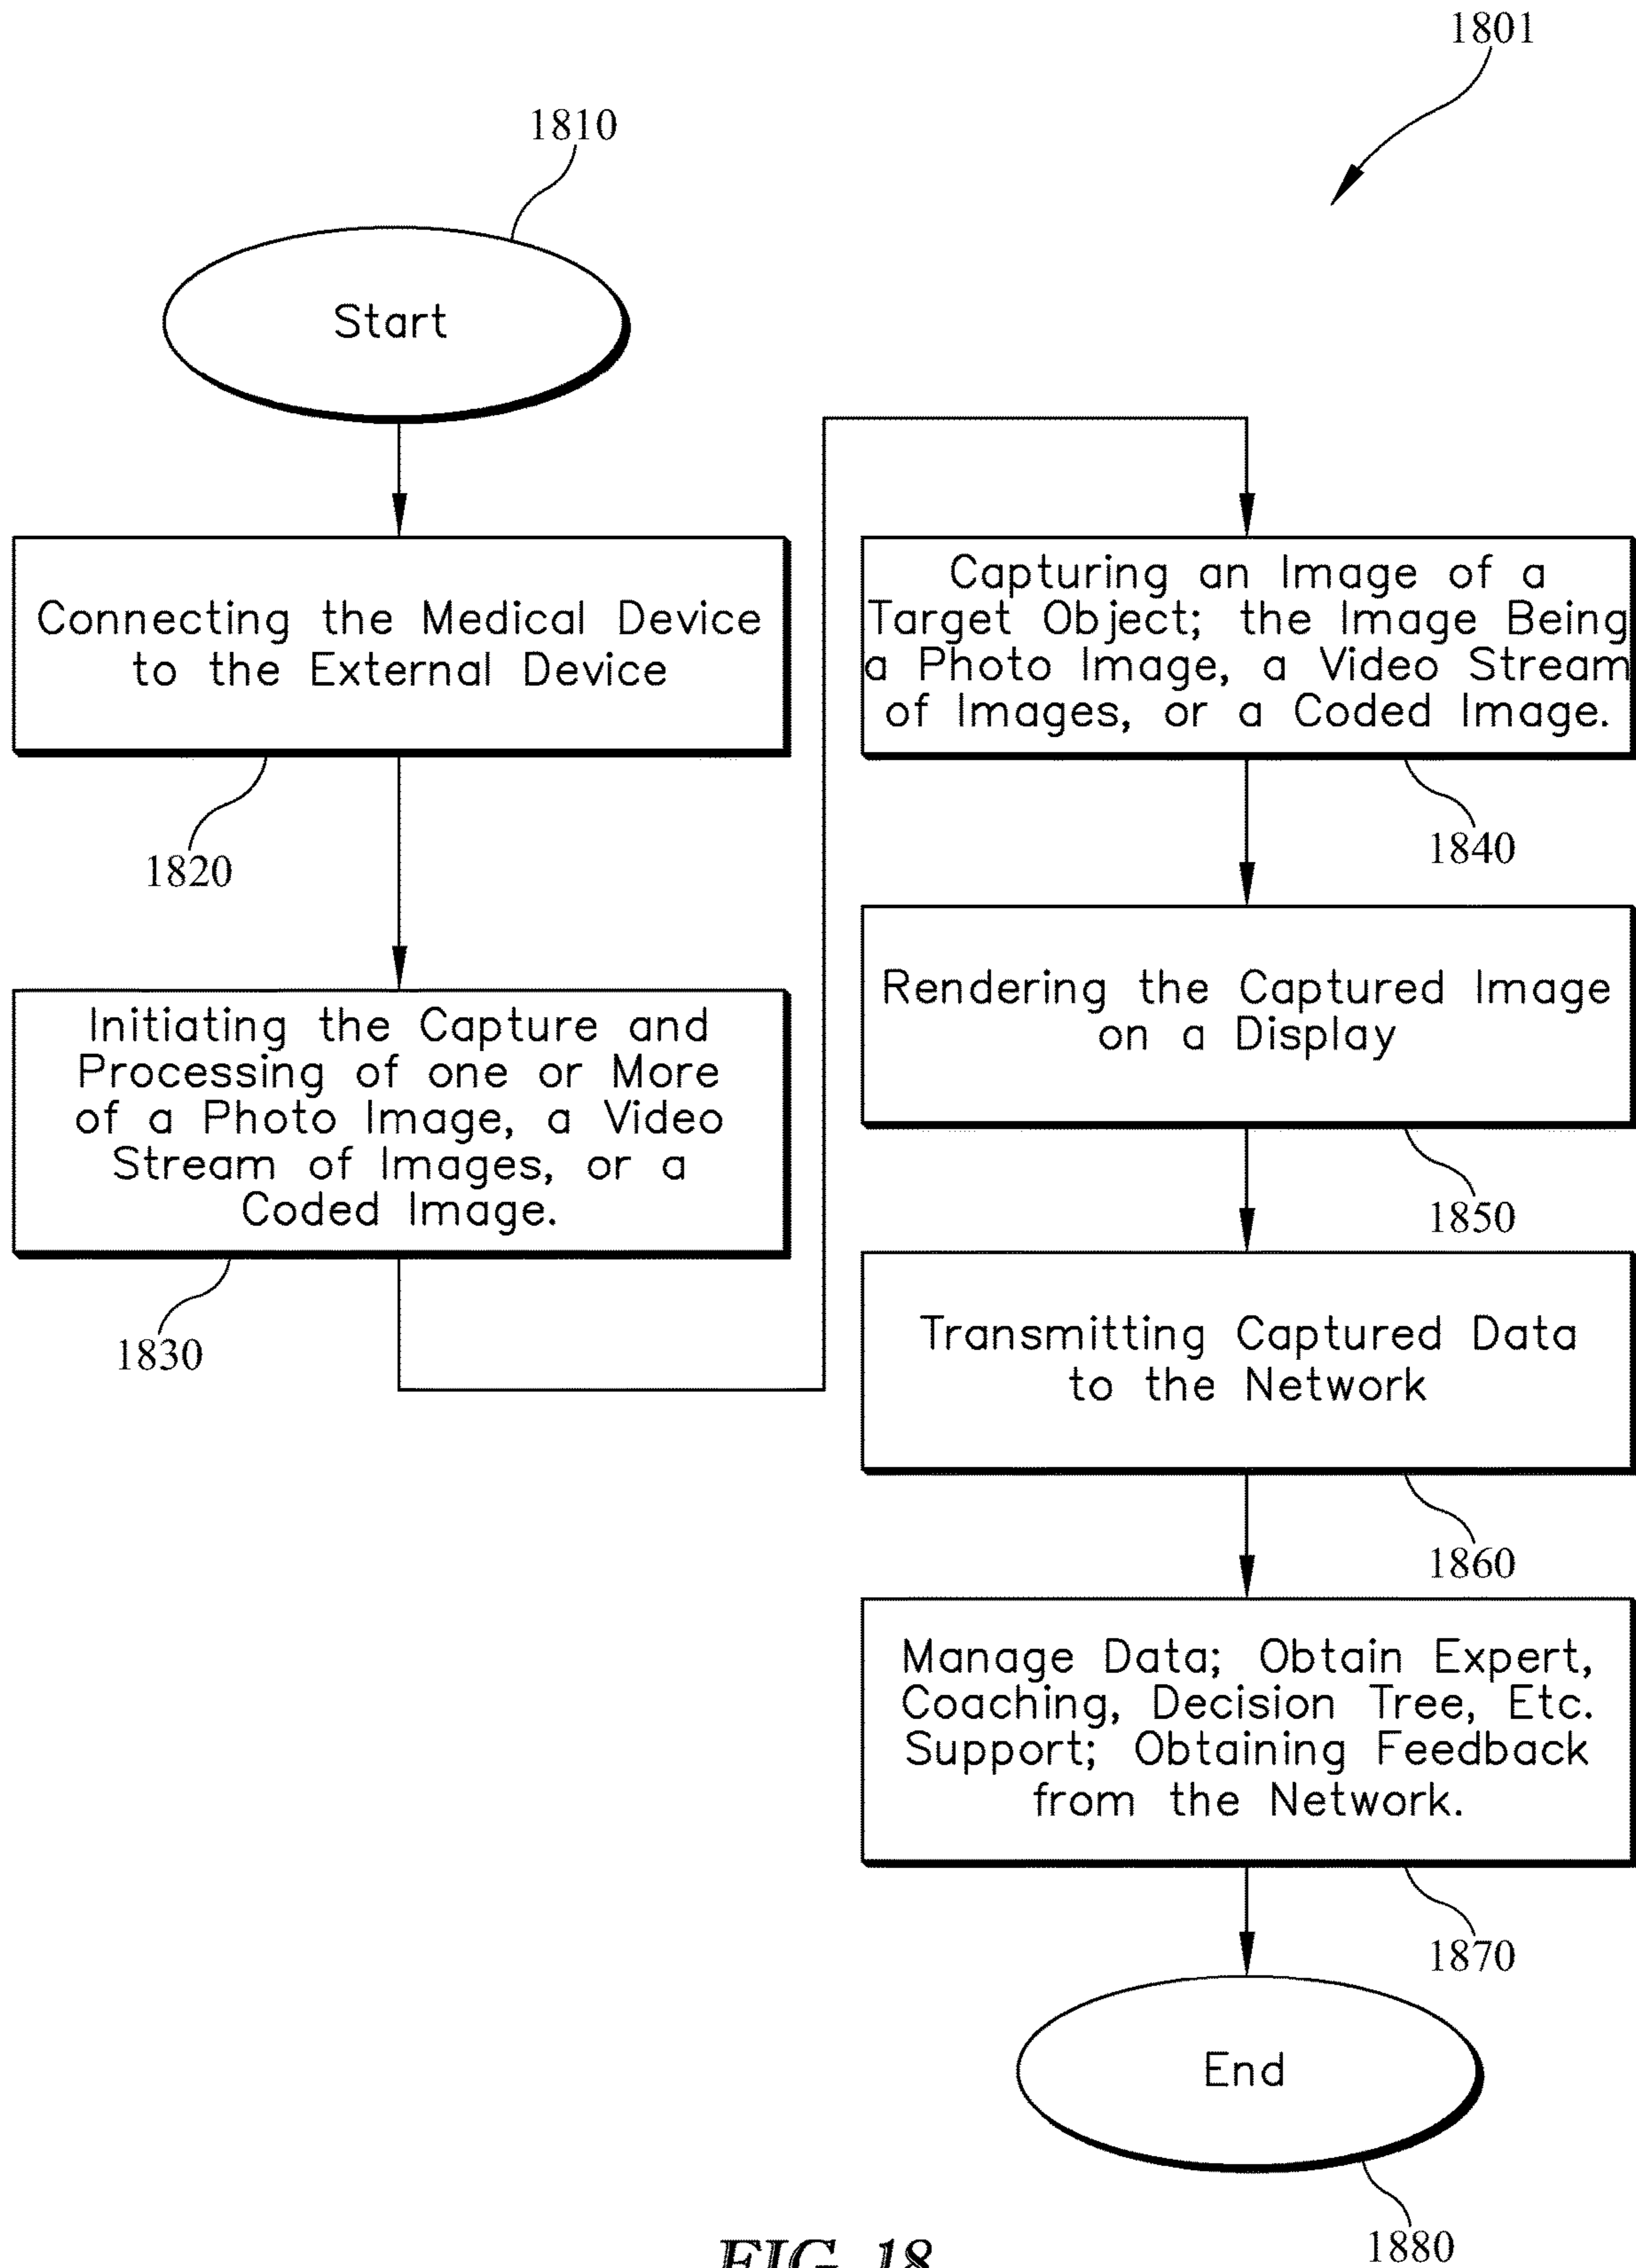 1801
1810
Start
Connecting the Medical Device
to the External Device
1820
Initiating the Capture and
Processing of one or More
of a Photo Image, a Video
Stream of Images, or a
Coded Image.
1830
Capturing an Image of a
Target Object; the Image Being
a Photo Image, a Video Stream
of Images, or a Coded Image.
1840
Rendering the Captured Image
on a Display
1850
Transmitting Captured Data
to the Network
1860
Manage Data; Obtain Expert,
Coaching, Decision Tree, Etc.
Support; Obtaining Feedback
from the Network.
1870
End
1880
FIG. 18